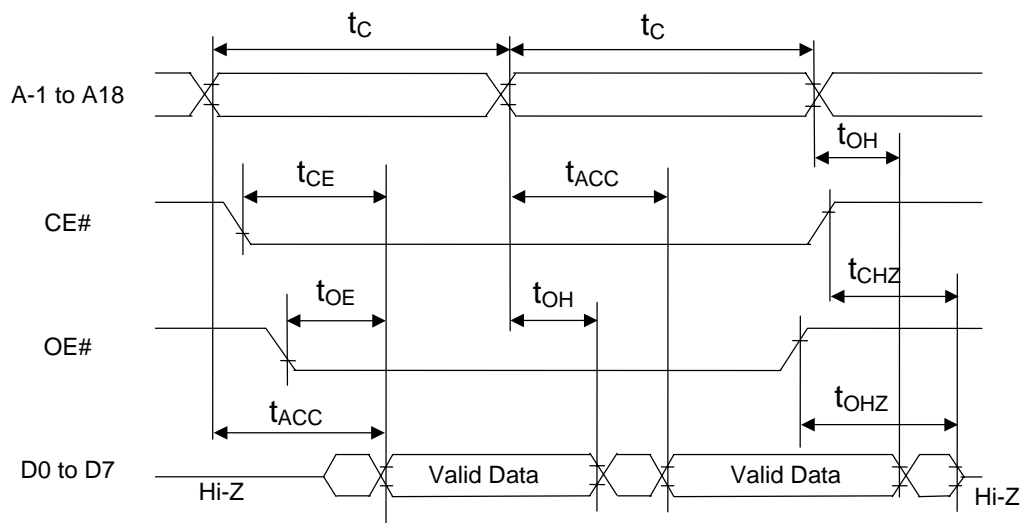 tC tC
A-1 to A18
tOH
tCE tACC
CE#
tCHZ
tOE tOH
OE#
tOHZ
tACC
D0 to D7 Valid Data Valid Data
Hi-Z Hi-Z